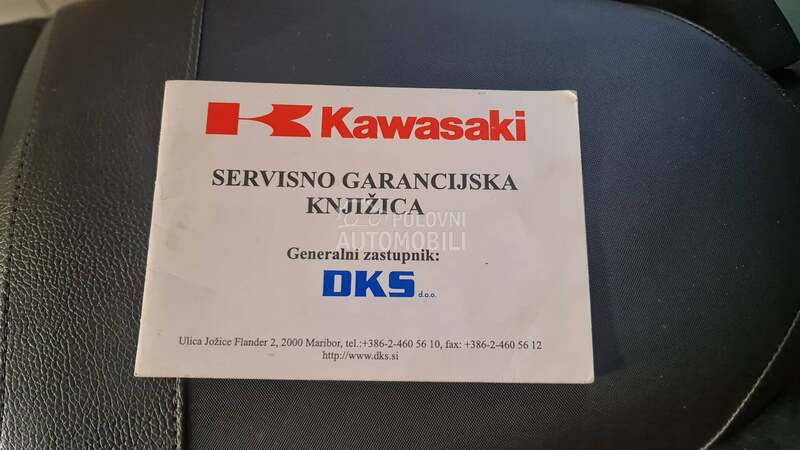 Kawasaki
SERVISNO GARANCIJSKA
KNJIŽICA
POLOVNI
AUTOMOBILI
Generalni zastupnik:
DKS d.o.o.
Ulica Jožice Flander 2, 2000 Maribor, tel.:+386-2-460 56 10, fax: +386-2-460 56 12
http://www.dks.si